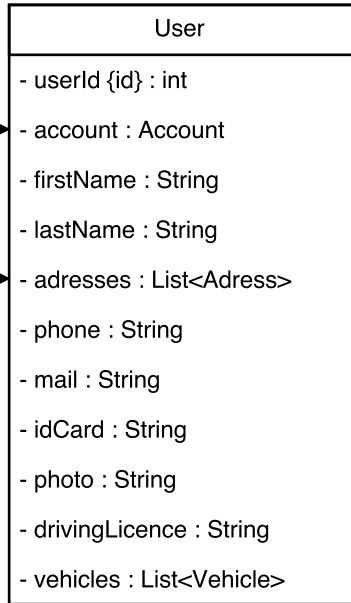 User
- userId {id} : int
- account : Account
- firstName : String
- lastName : String
- adresses : List<Adress>
- phone : String
- mail : String
- idCard : String
- photo : String
- drivingLicence : String
- vehicles : List<Vehicle>